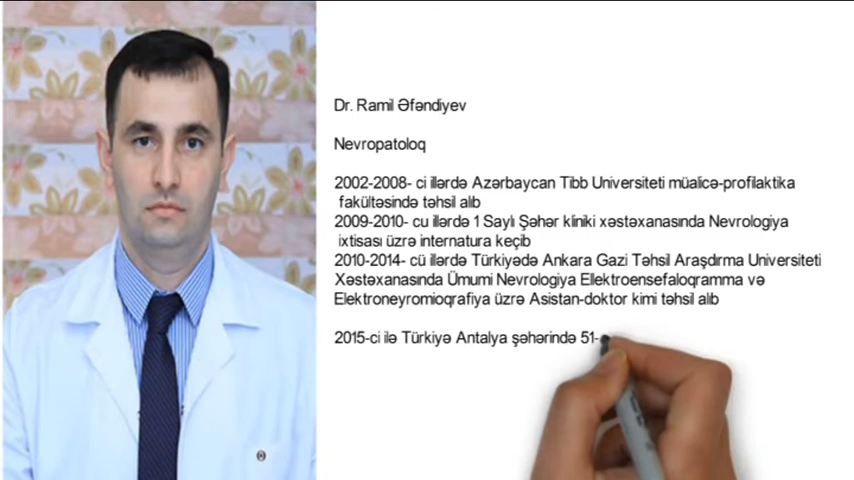 Dr. Ramil Əfəndiyev
Nevropatoloq
2002-2008- ci illərdə Azərbaycan Tibb Universiteti müalicə-profilaktika
fakültəsində təhsil alıb
2009-2010- cu illərdə 1 Saylı Şəhər kliniki xəstəxanasında Nevrologiya
ixtisası üzrə internatura keçib
2010-2014- cü illərdə Türkiyədə Ankara Gazi Təhsil Araşdırma Universiteti
Xəstəxanasında Ümumi Nevrologiya Ellektroensefaloqramma və
Elektroneyromioqrafiya üzrə Asistan-doktor kimi təhsil alıb
2015-ci ilə Türkiyə Antalya şəhərində 51-